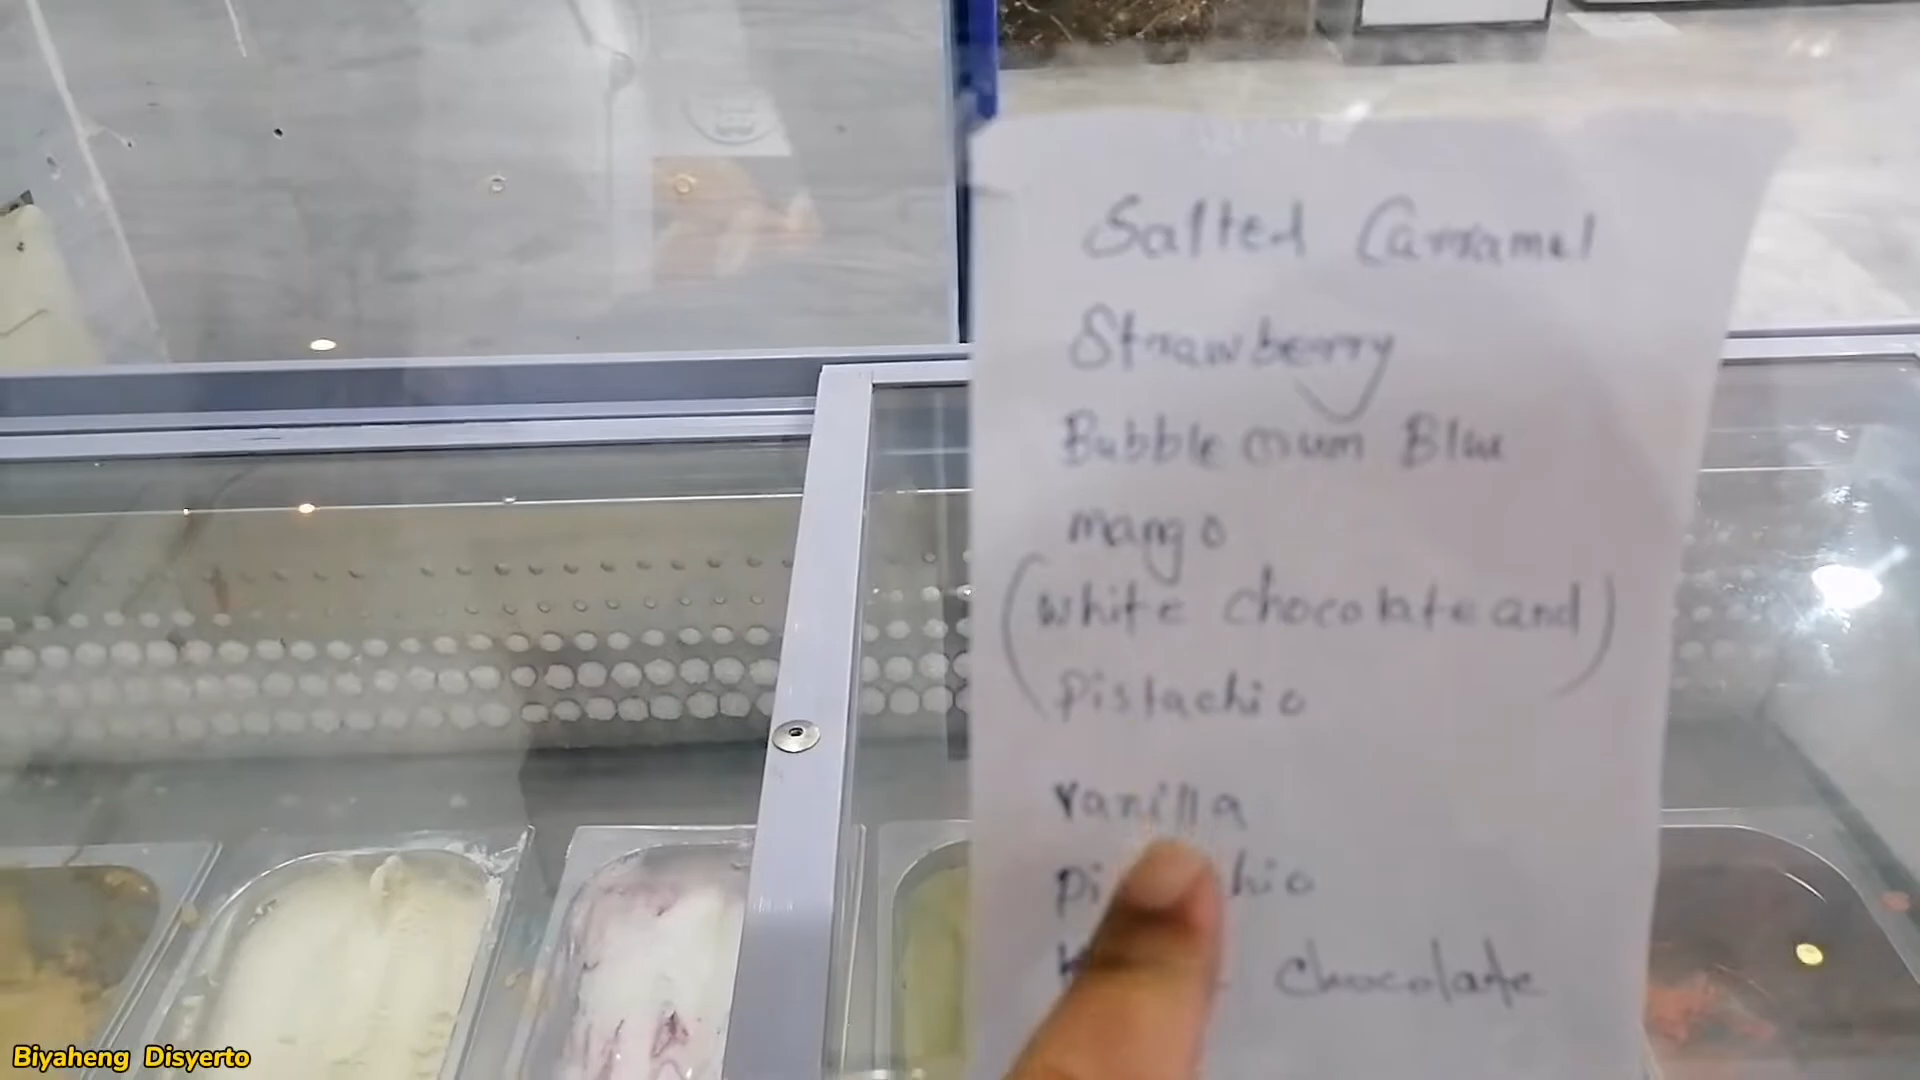 Salted Carramel
Strawberry
Bubble Gum Blue
mango
(white chocolate and)
(Pistachio
vanilla
chocolate
Biyaheng Disyerto